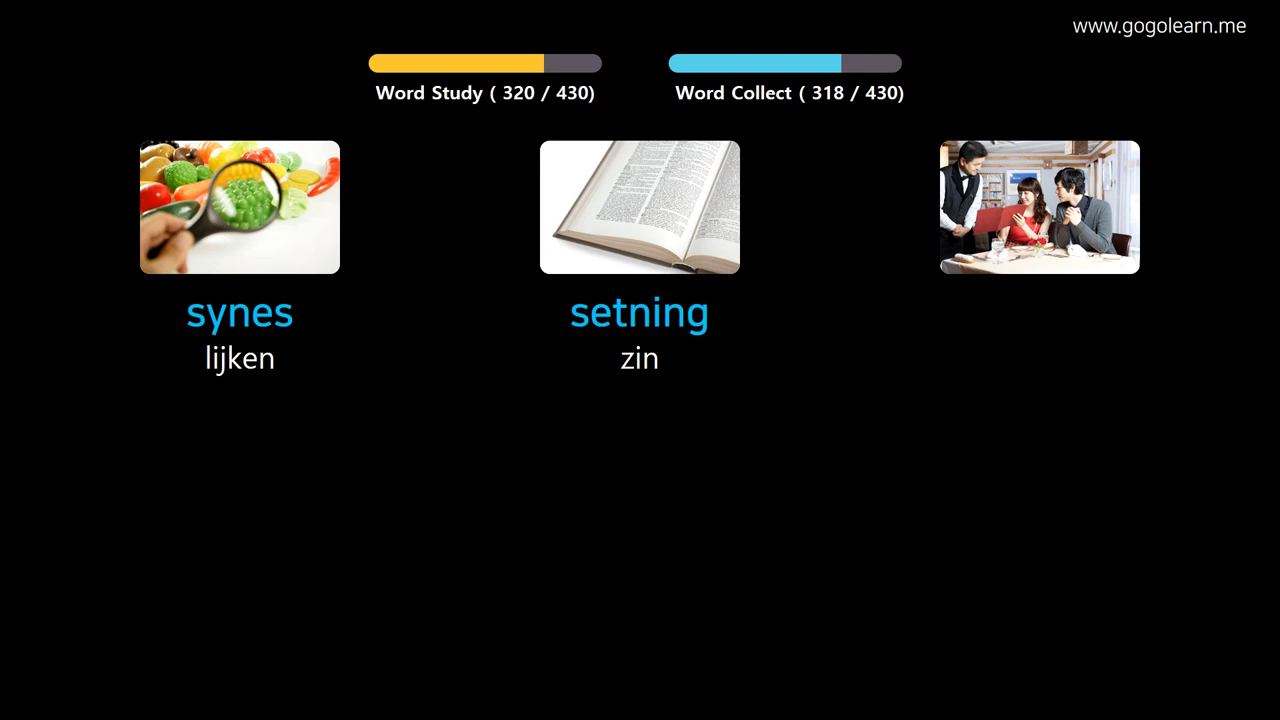 www.gogolearn.me
Word Study ( 320 / 430)
Word Collect ( 318 / 430)
synes
lijken
setning
zin